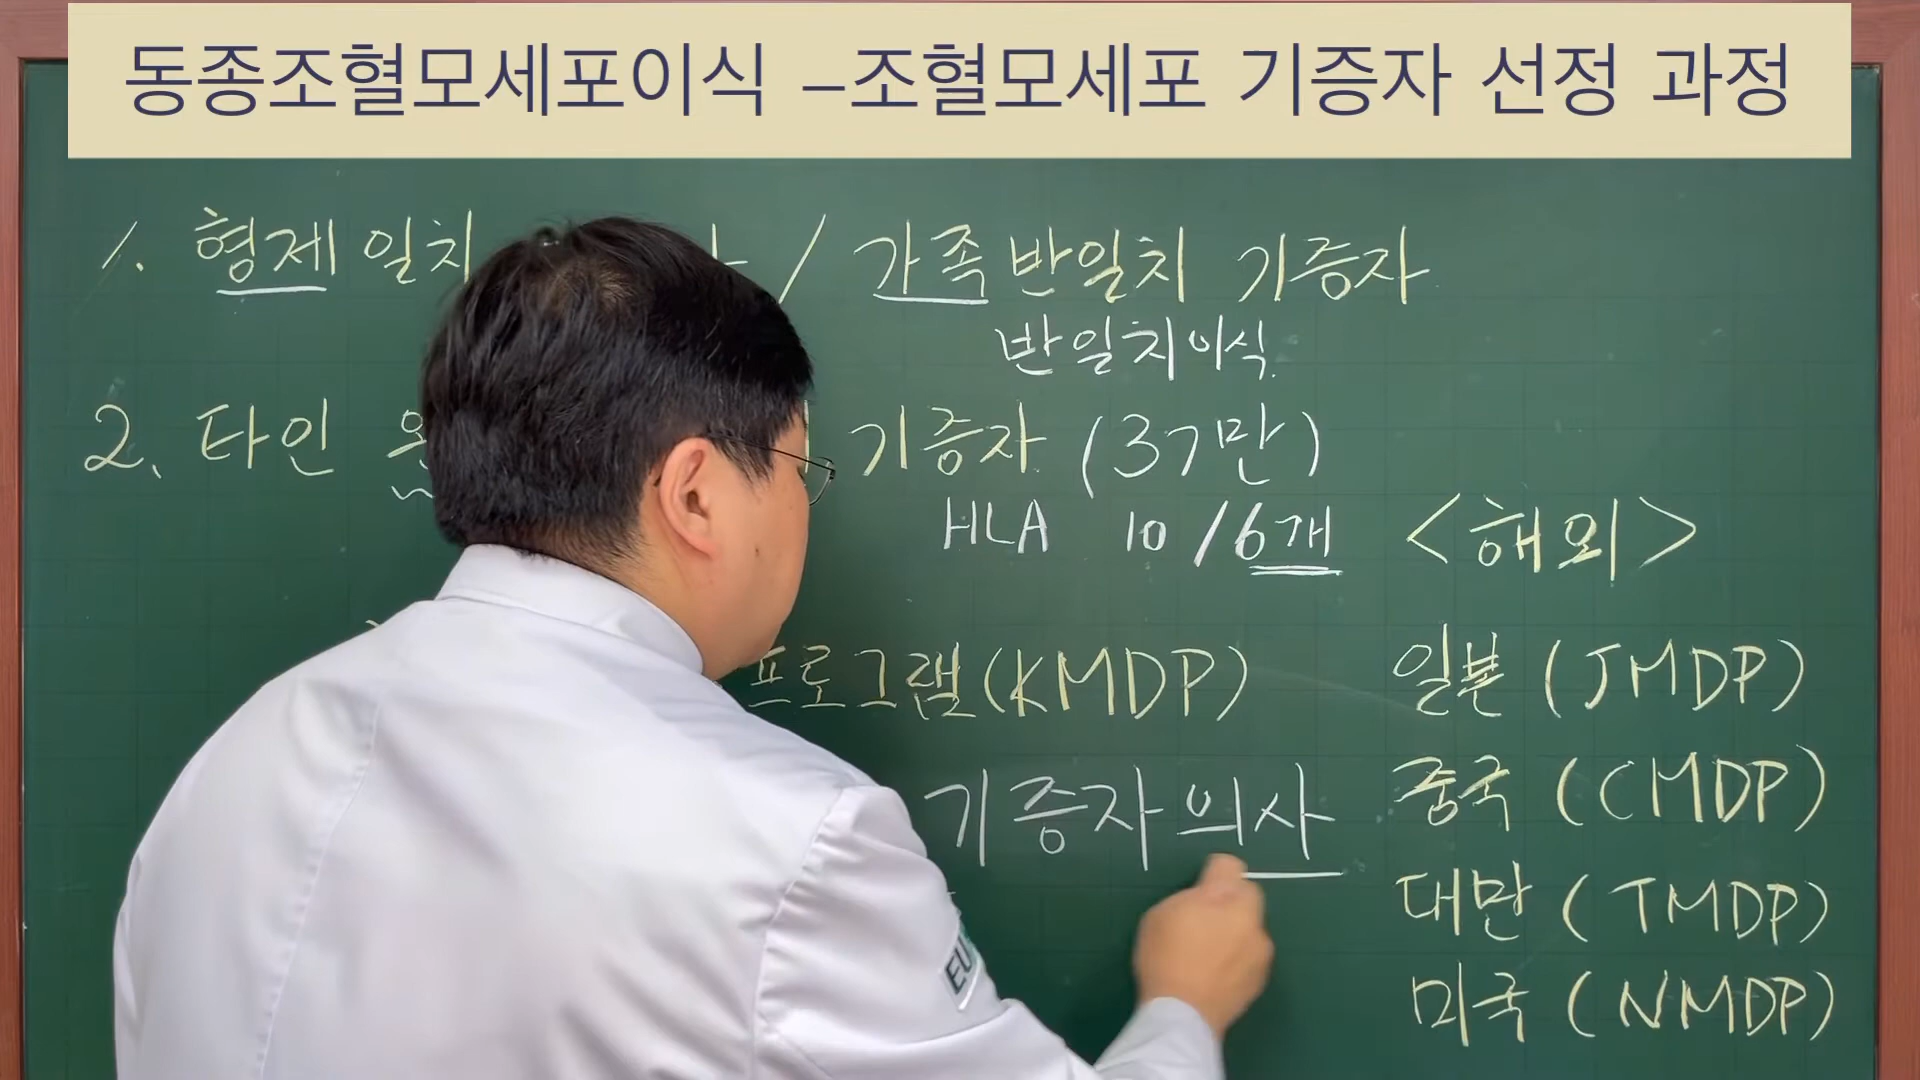 동종조혈모세포이식 –조혈모세포 기증자 선정 과정
1. 형제 일치 / 가족 반일치 기증자
반일치이식
2. 타인 기증자 (37만)
HLA 10 / 6개
<해외>
프로그램(KMDP)
일본 (JMDP)
기증자 의사
중국 (CMDP)
대만 (TMDP)
미국 (NMDP)
EU